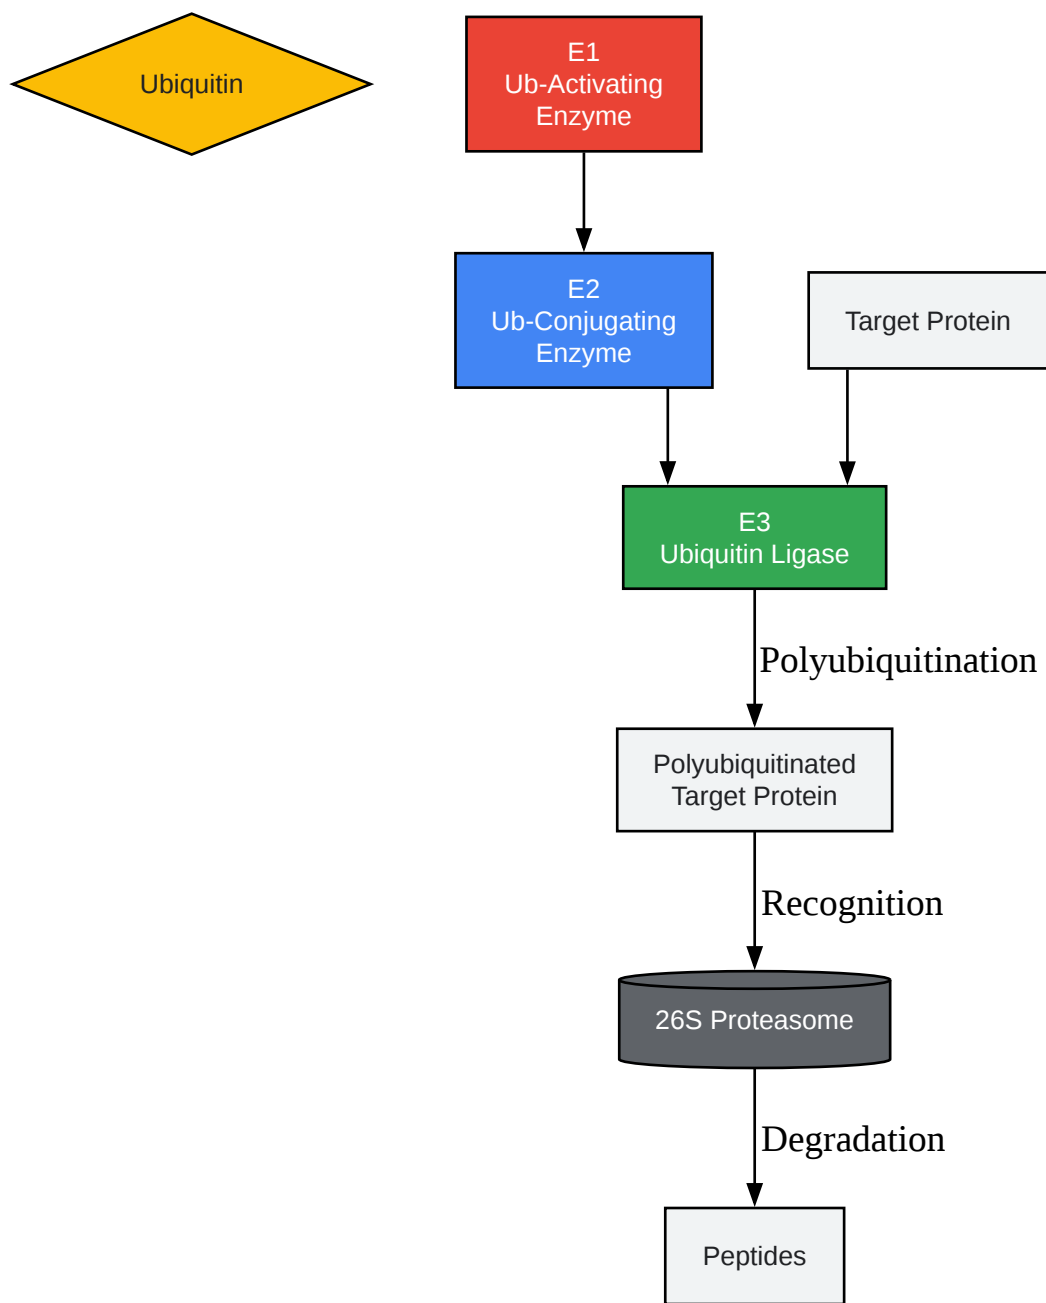 Ubiquitin
E1
Ub-Activating
Enzyme
E2
Ub-Conjugating
Enzyme
Target Protein
E3
Ubiquitin Ligase
Polyubiquitination
Polyubiquitinated
Target Protein
Recognition
26S Proteasome
Degradation
Peptides